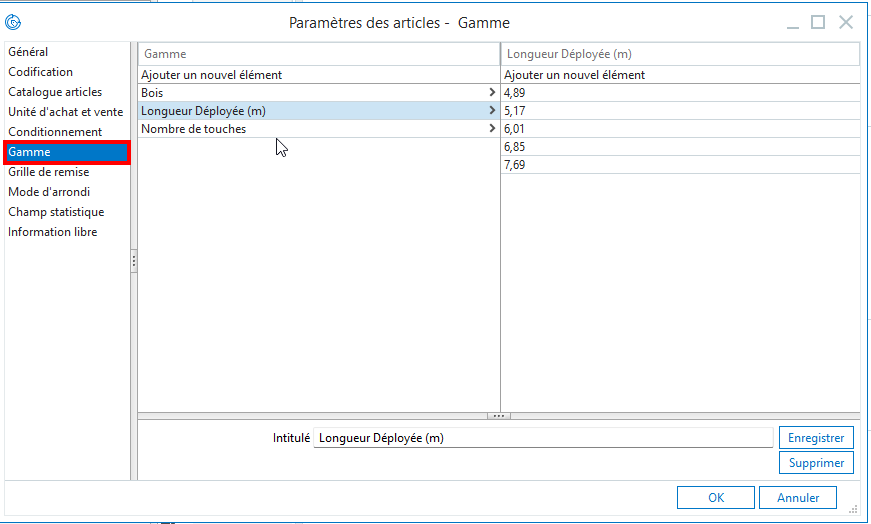 Paramètres des articles -  Gamme
Général
Codification
Catalogue articles
Unité d'achat et vente
Conditionnement
Gamme
Grille de remise
Mode d'arrondi
Champ statistique
Information libre
Gamme
Ajouter un nouvel élément
Bois
Longueur Déployée (m)
Nombre de touches
Longueur Déployée (m)
Ajouter un nouvel élément
4,89
5,17
6,01
6,85
7,69
Intitulé Longueur Déployée (m)
Enregistrer
Supprimer
OK Annuler